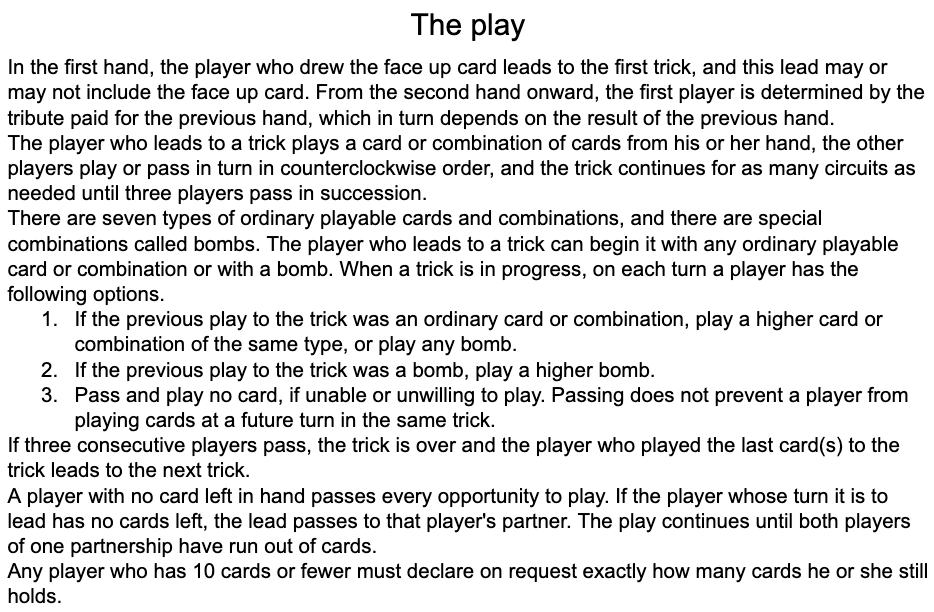 The play
In the first hand, the player who drew the face up card leads to the first trick, and this lead may or
may not include the face up card. From the second hand onward, the first player is determined by the
tribute paid for the previous hand, which in turn depends on the result of the previous hand.
The player who leads to a trick plays a card or combination of cards from his or her hand, the other
players play or pass in turn in counterclockwise order, and the trick continues for as many circuits as
needed until three players pass in succession.
There are seven types of ordinary playable cards and combinations, and there are special
combinations called bombs. The player who leads to a trick can begin it with any ordinary playable
card or combination or with a bomb. When a trick is in progress, on each turn a player has the
following options.
1. If the previous play to the trick was an ordinary card or combination, play a higher card or
combination of the same type, or play any bomb.
2. If the previous play to the trick was a bomb, play a higher bomb.
3. Pass and play no card, if unable or unwilling to play. Passing does not prevent a player from
playing cards at a future turn in the same trick.
If three consecutive players pass, the trick is over and the player who played the last card(s) to the
trick leads to the next trick.
A player with no card left in hand passes every opportunity to play. If the player whose turn it is to
lead has no cards left, the lead passes to that player's partner. The play continues until both players
of one partnership have run out of cards.
Any player who has 10 cards or fewer must declare on request exactly how many cards he or she still
holds.